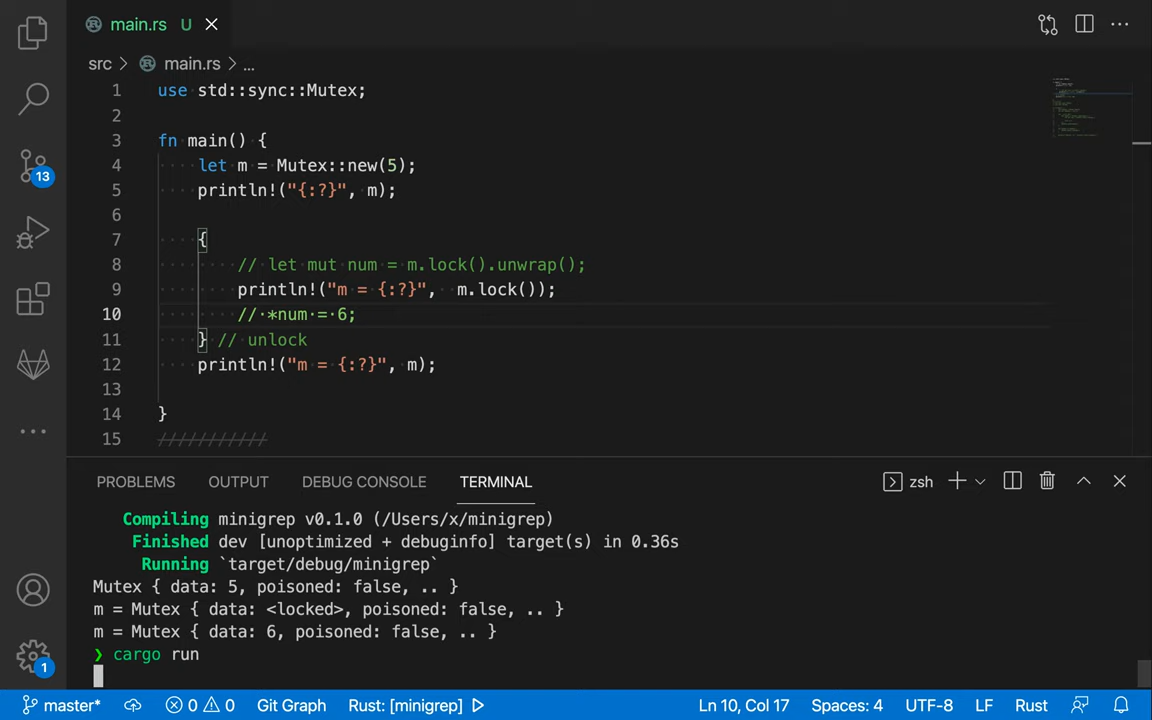 main.rs U
src > main.rs > ...
1 use std::sync::Mutex;
2
3 fn main() {
4 let m = Mutex::new(5);
5 println!("{:?}", m);
6
7 {
8 // let mut num = m.lock().unwrap();
9 println!("m = {:?}", m.lock());
10 // *num = 6;
11 } // unlock
12 println!("m = {:?}", m);
13
14 }
15 ///////////
13
PROBLEMS OUTPUT DEBUG CONSOLE TERMINAL zsh
Compiling minigrep v0.1.0 (/Users/x/minigrep)
Finished dev [unoptimized + debuginfo] target(s) in 0.36s
Running `target/debug/minigrep`
Mutex { data: 5, poisoned: false, .. }
m = Mutex { data: <locked>, poisoned: false, .. }
m = Mutex { data: 6, poisoned: false, .. }
❯ cargo run
1
master* 0 0 Git Graph Rust: [minigrep] Ln 10, Col 17 Spaces: 4 UTF-8 LF Rust